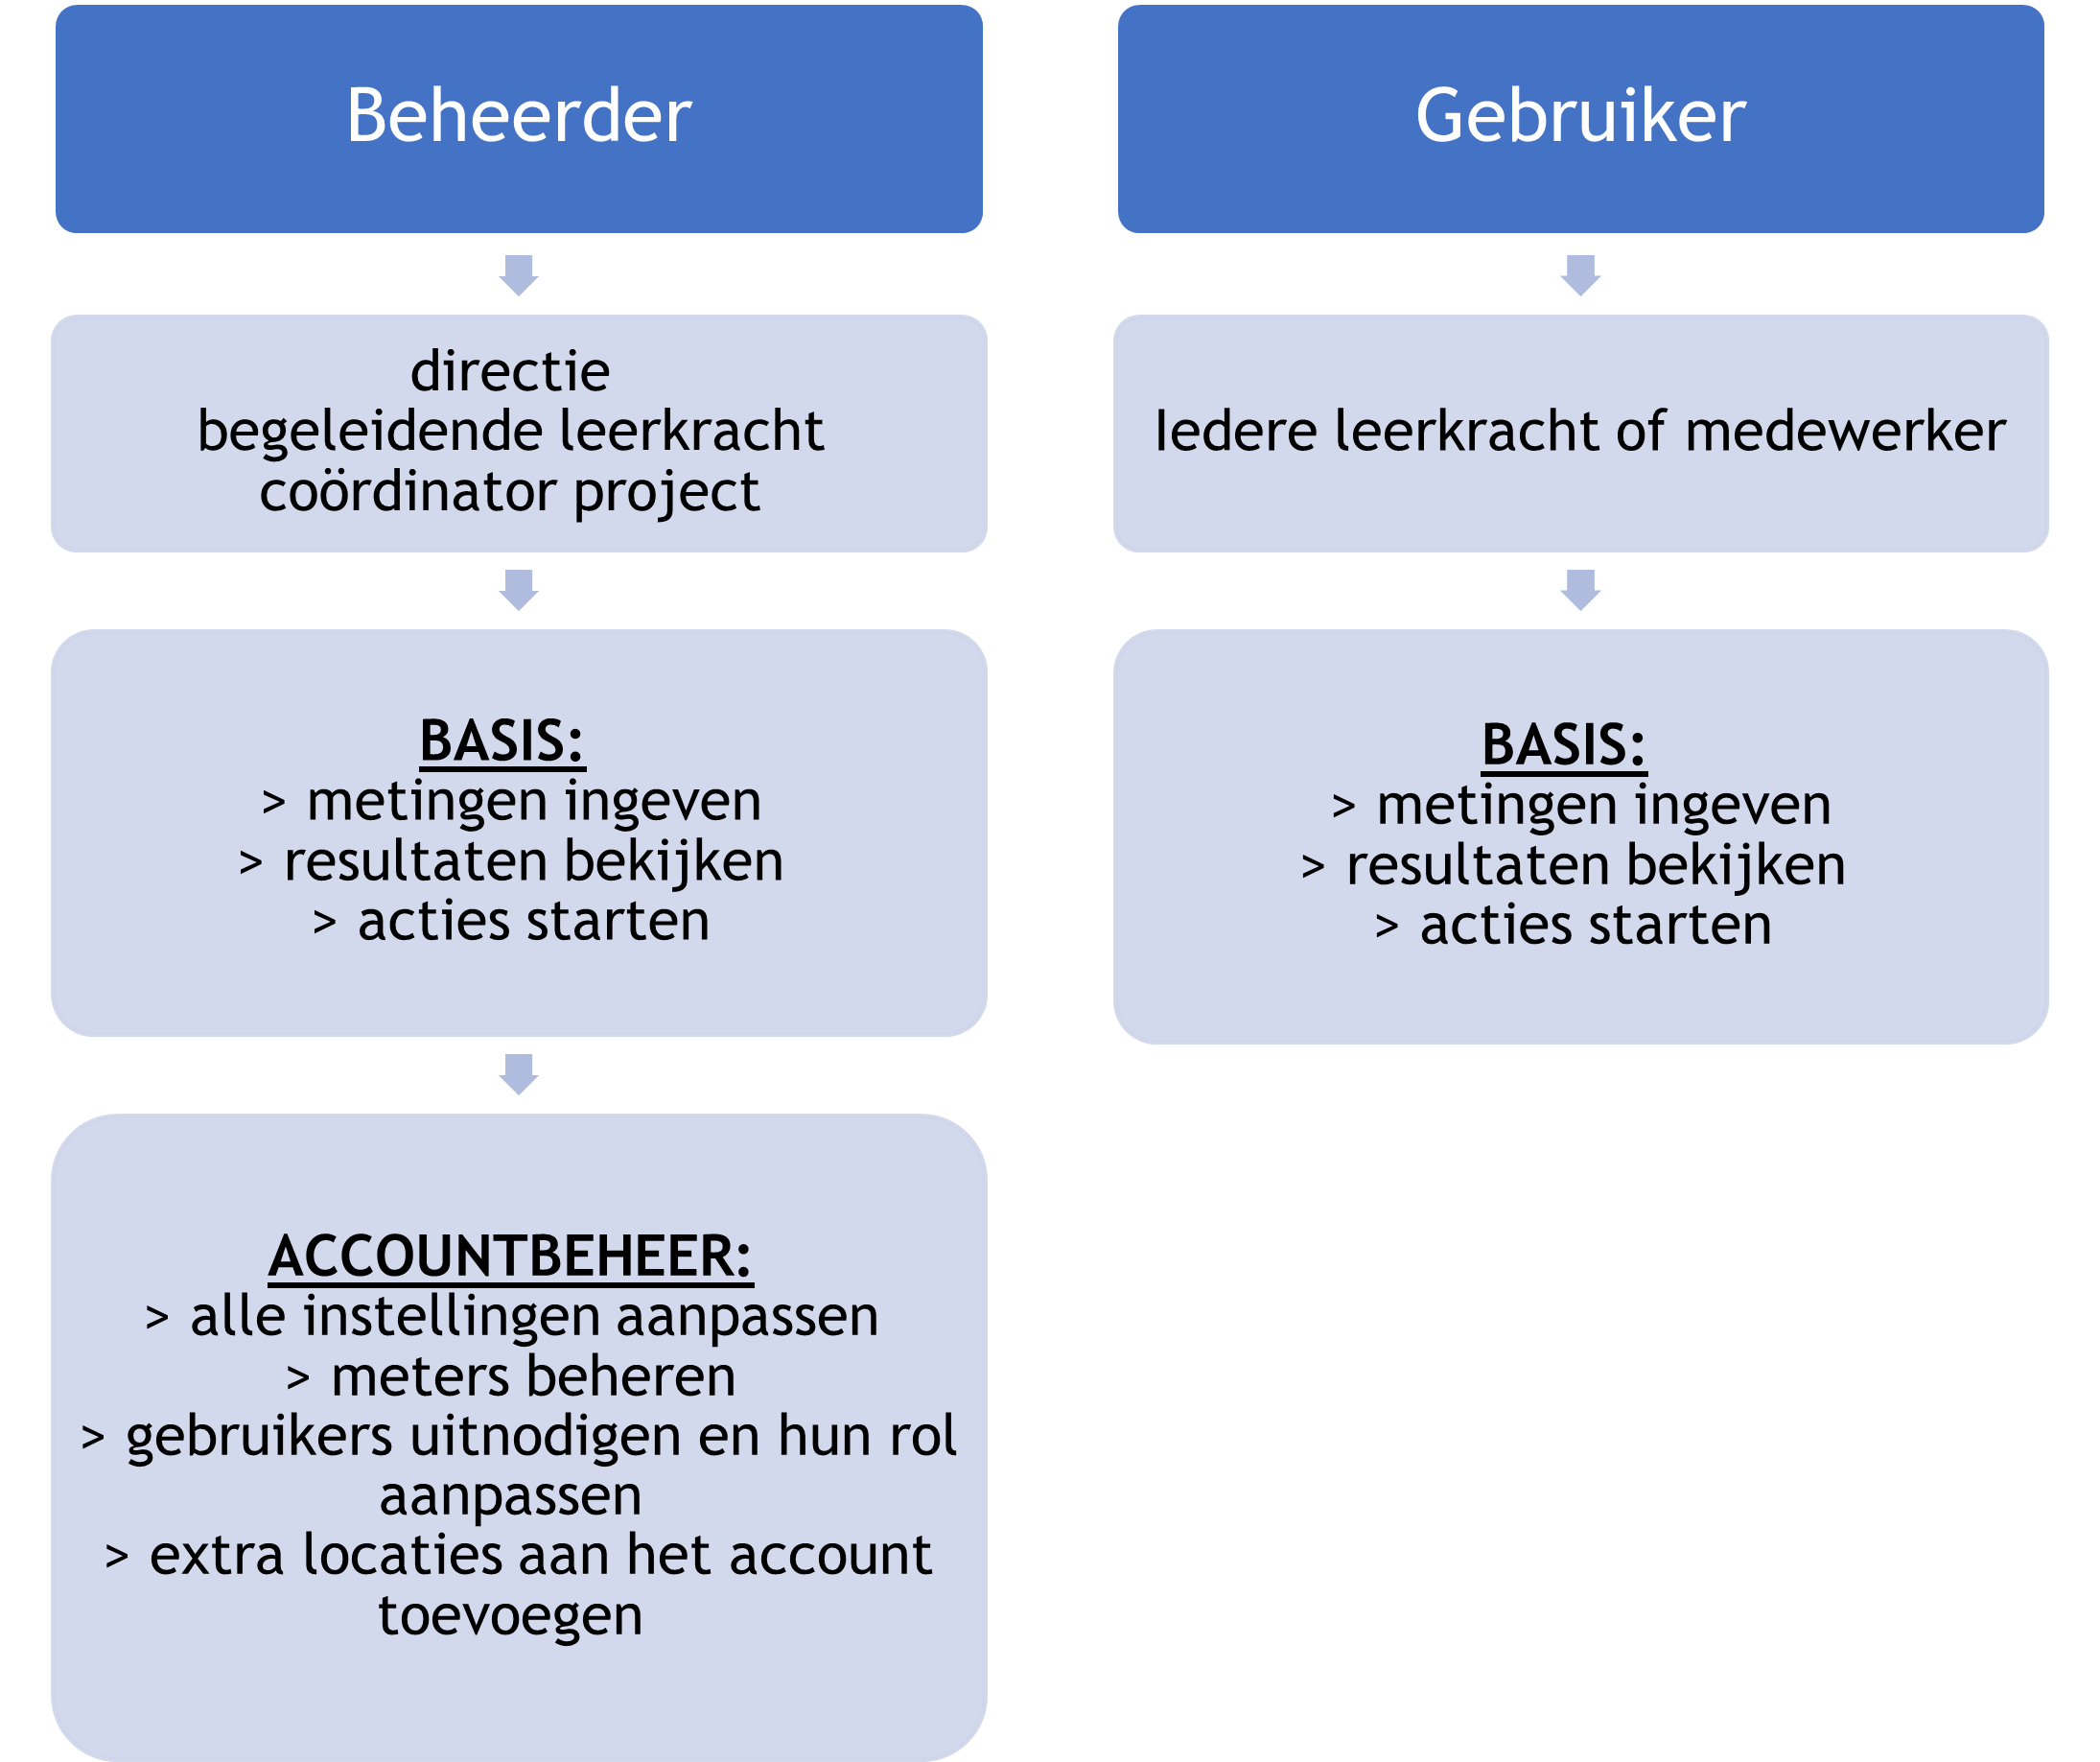 Beheerder
directie
begeleidende leerkracht
coördinator project
BASIS:
> metingen ingeven
> resultaten bekijken
> acties starten
ACCOUNTBEHEER:
> alle instellingen aanpassen
> meters beheren
> gebruikers uitnodigen en hun rol
aanpassen
> extra locaties aan het account
toevoegen
Gebruiker
Iedere leerkracht of medewerker
BASIS:
> metingen ingeven
> resultaten bekijken
> acties starten